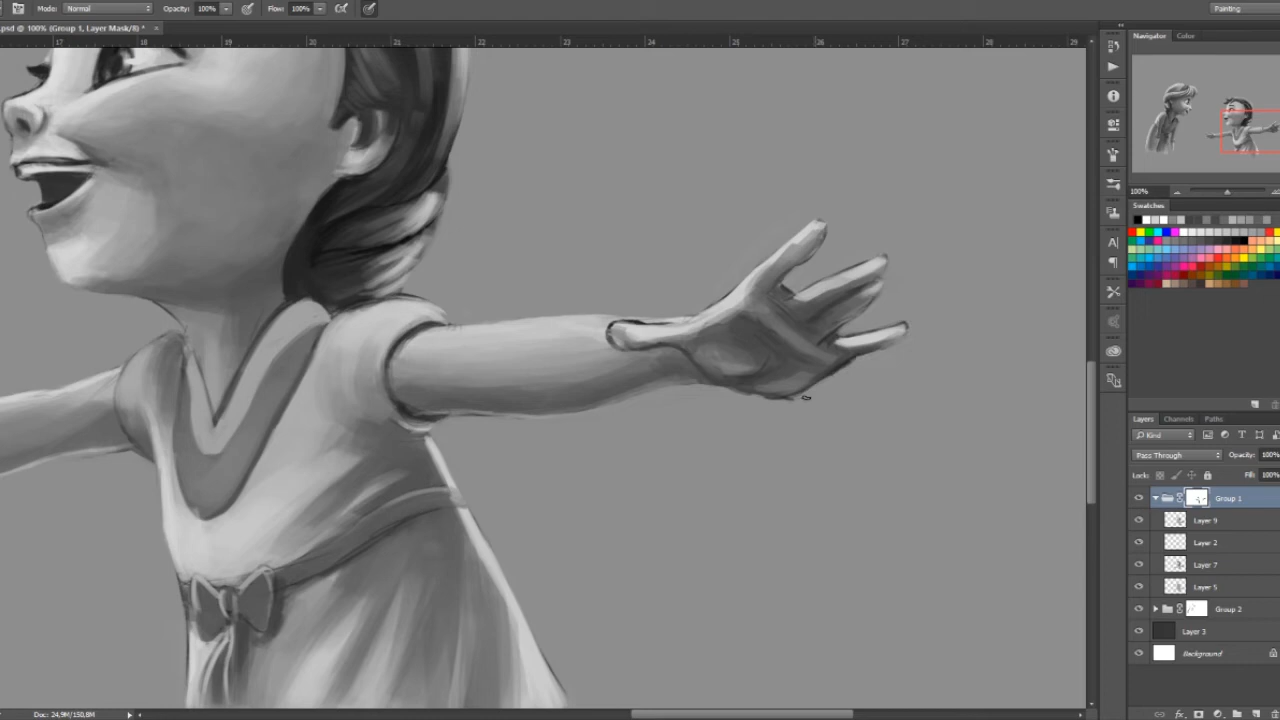 Mode: Normal Opacity: 100% Flow: 100% Painting
.psd @ 100% (Group 1, Layer Mask/8) * ×
17 18 19 20 21 22 23 24 25 26 27 28 29
Navigator Color
100%
Swatches
Layers Channels Paths
Kind
Pass Through Opacity: 100%
Lock: Fill: 100%
Group 1
Layer 9
Layer 2
Layer 7
Layer 5
Group 2
Layer 3
Background
Doc: 24,9M/150,8M